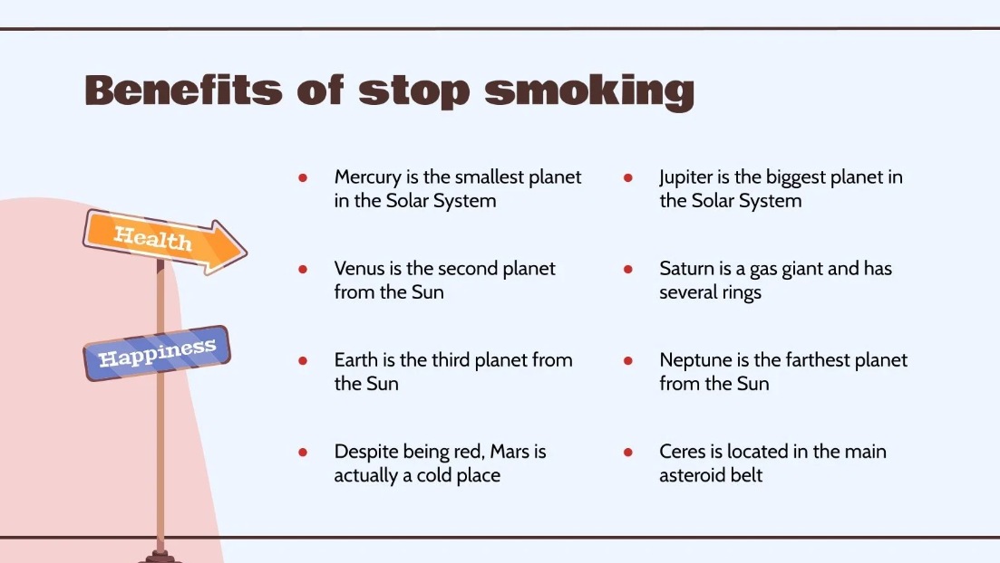 Benefits of stop smoking
Health
Happiness
Mercury is the smallest planet
in the Solar System
Venus is the second planet
from the Sun
Earth is the third planet from
the Sun
Despite being red, Mars is
actually a cold place
Jupiter is the biggest planet in
the Solar System
Saturn is a gas giant and has
several rings
Neptune is the farthest planet
from the Sun
Ceres is located in the main
asteroid belt